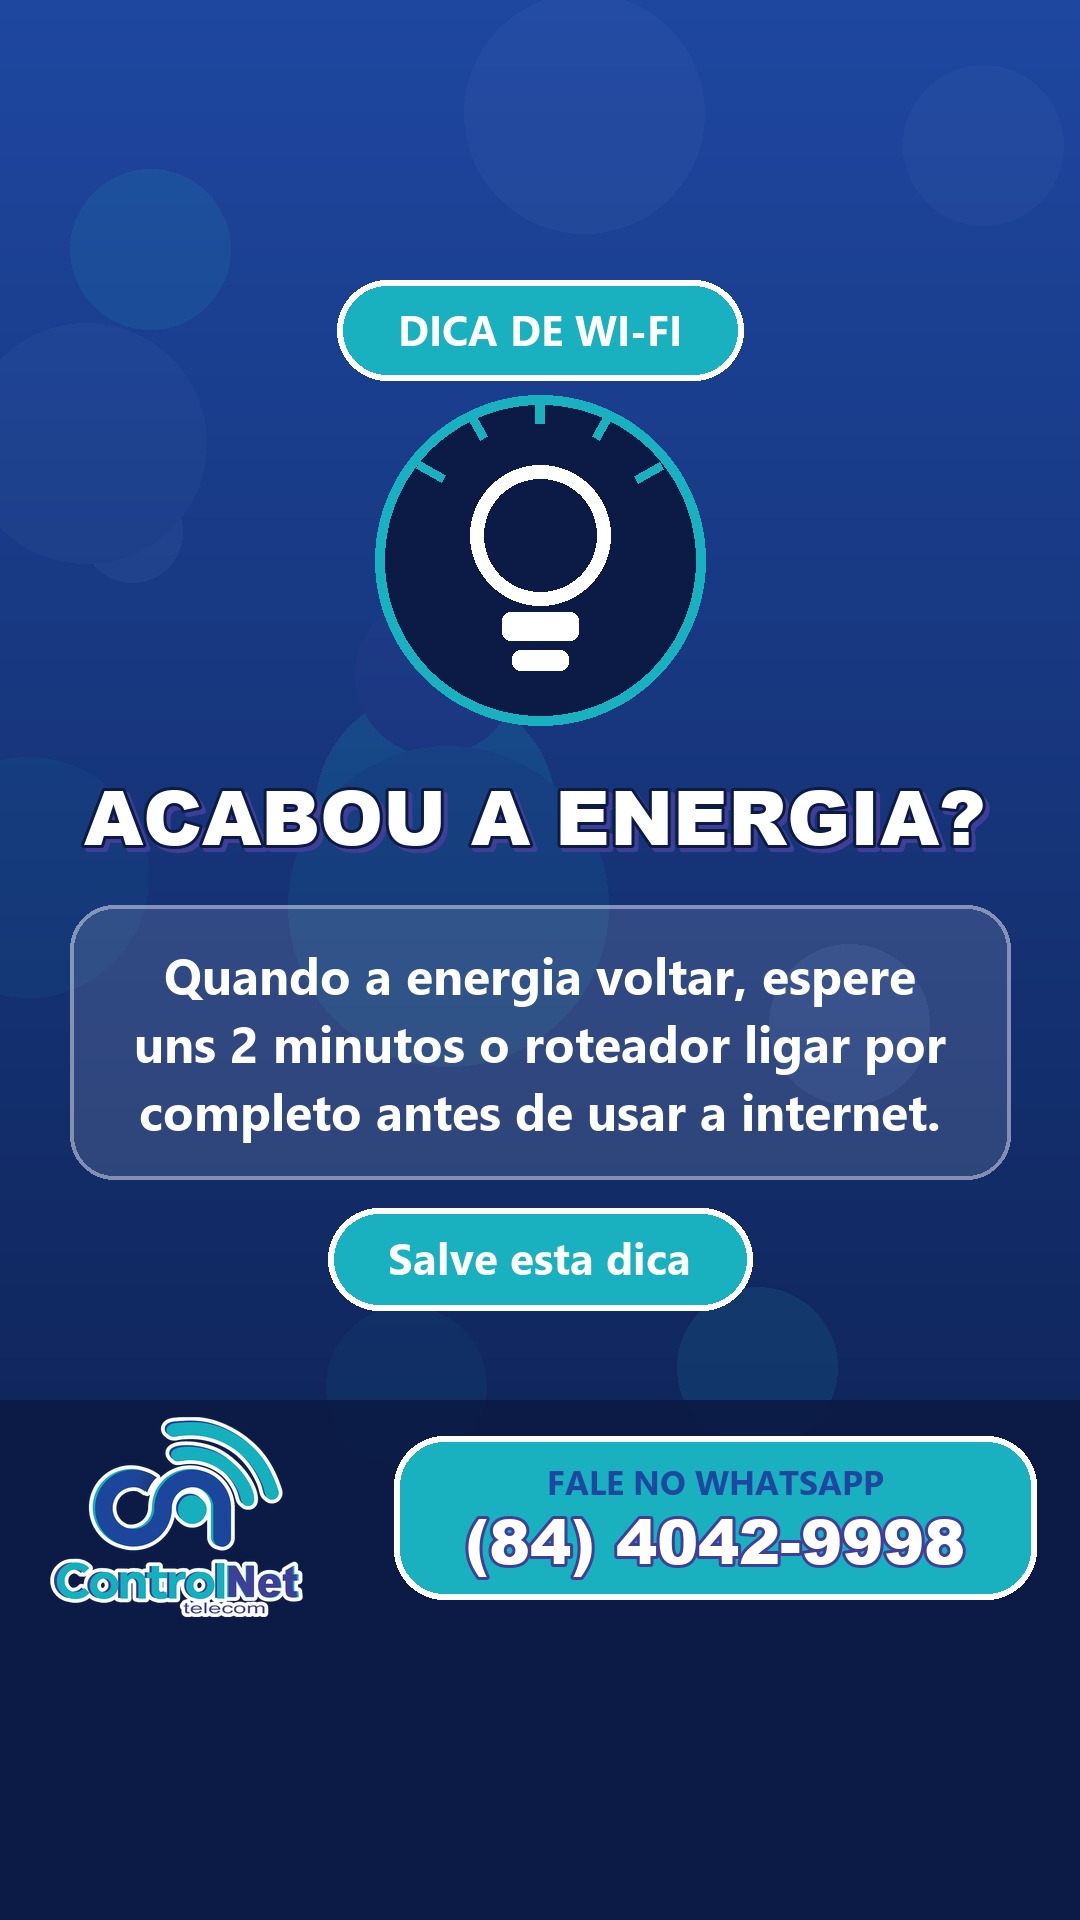 DICA DE WI-FI
ACABOU A ENERGIA?
Quando a energia voltar, espere
uns 2 minutos o roteador ligar por
completo antes de usar a internet.
Salve esta dica
ControlNet
telecom
FALE NO WHATSAPP
(84) 4042-9998